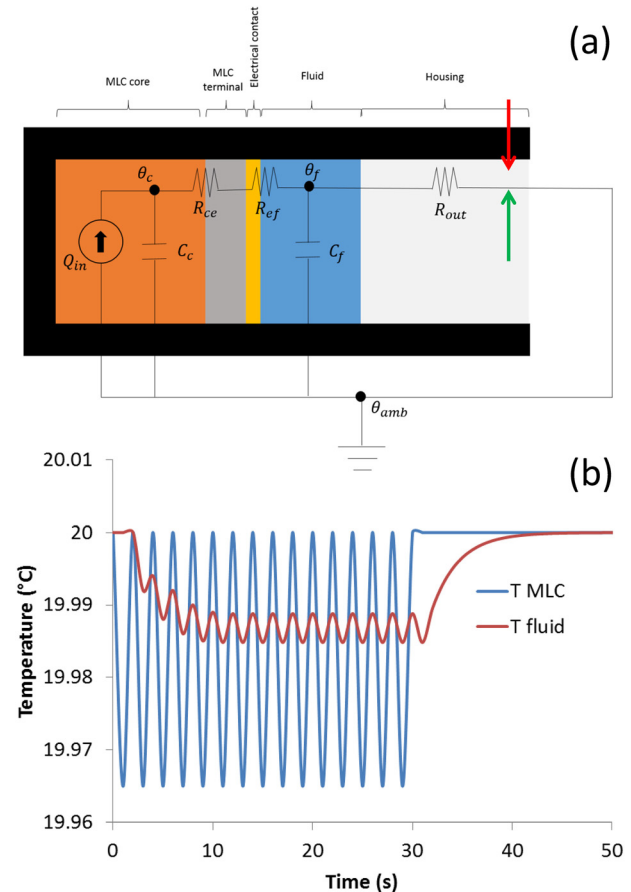 (a)
MLC core
MLC
terminal
Electrical contact
Fluid
Housing
θc
θf
Rce
Ref
Rout
Qin
Cc
Cf
θamb
(b)
20.01
20
19.99
19.98
19.97
19.96
Temperature (°C)
T MLC
T fluid
0 10 20 30 40 50
Time (s)